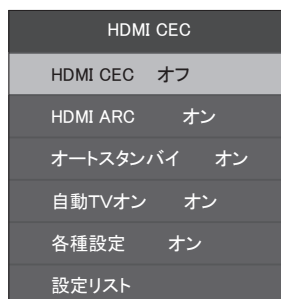 HDMI CEC
HDMI CEC オフ
HDMI ARC オン
オートスタンバイ オン
自動TVオン オン
各種設定 オン
設定リスト